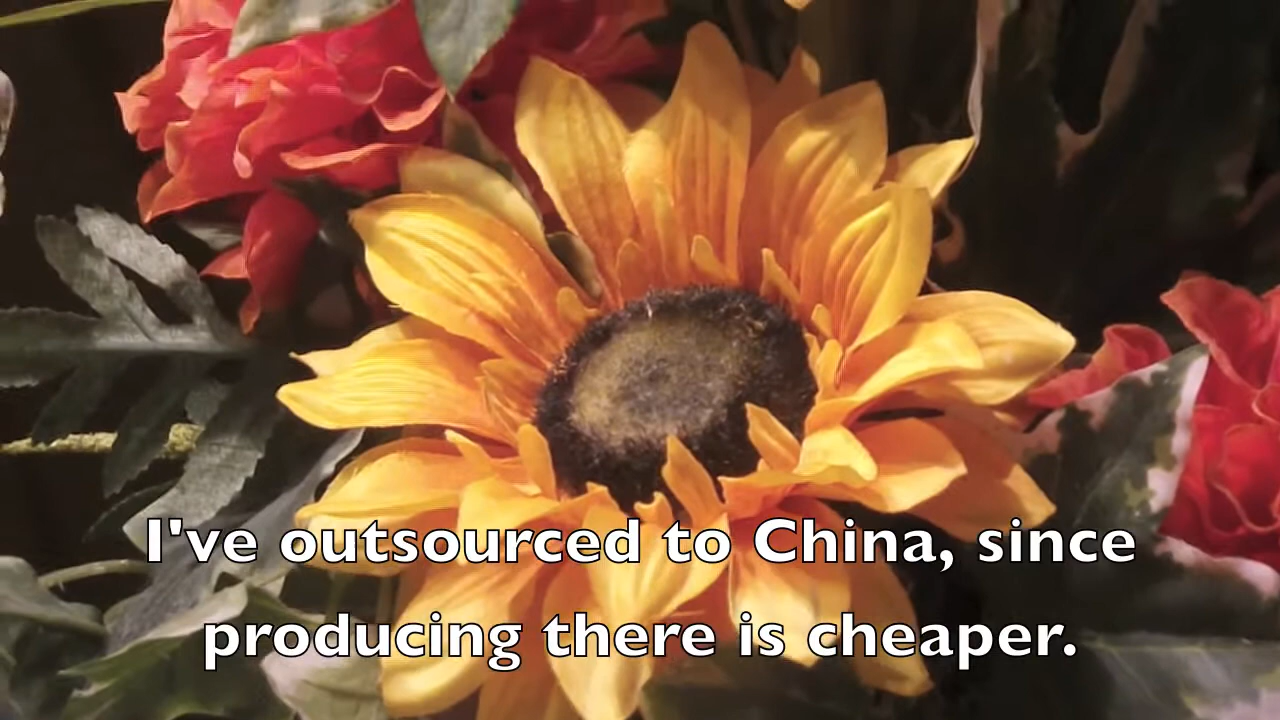 I've outsourced to China, since
producing there is cheaper.